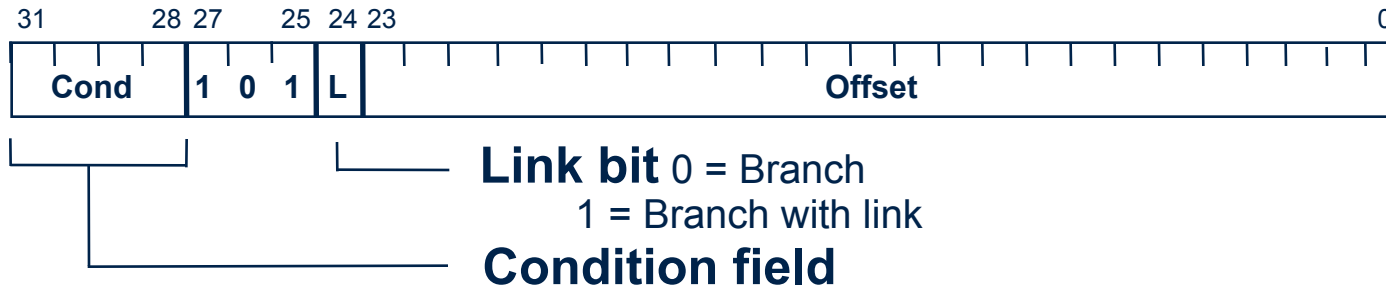 31 28 27 25 24 23 0
Cond 1 0 1 L Offset
Link bit 0 = Branch
1 = Branch with link
Condition field